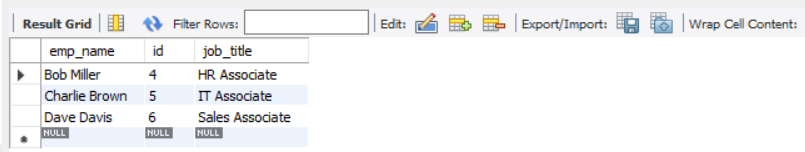 Result Grid Filter Rows: Edit: Export/Import: Wrap Cell Content:
emp_name id job_title
Bob Miller 4 HR Associate
Charlie Brown 5 IT Associate
Dave Davis 6 Sales Associate
NULL NULL NULL